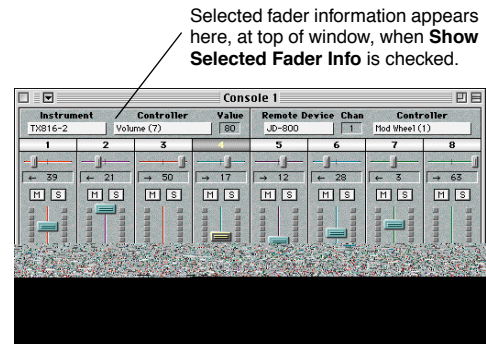 Selected fader information appears
here, at top of window, when Show
Selected Fader Info is checked.
Console 1
Instrument Controller Value Remote Device Chan Controller
TX816-2 Volume (7) 80 JD-800 1 Mod Wheel (1)
1 2 3 4 5 6 7 8
← 39 ← 21 → 50 → 17 → 12 ← 28 ← 3 → 63
M S M S M S M S M S M S M S M S